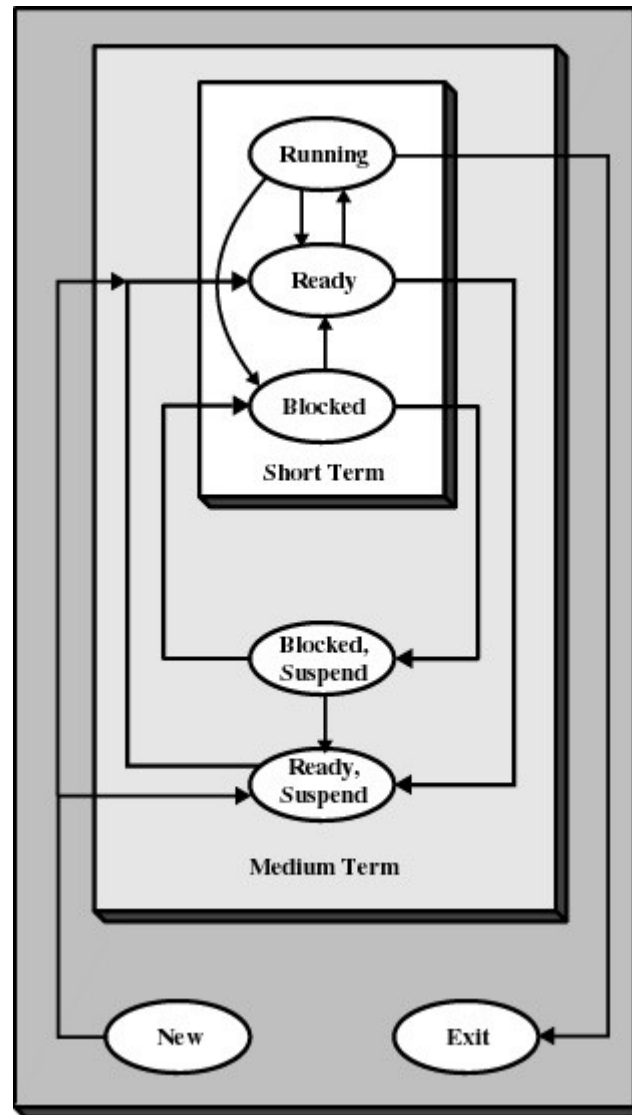 Running
Ready
Blocked
Short Term
Blocked,
Suspend
Ready,
Suspend
Medium Term
New
Exit